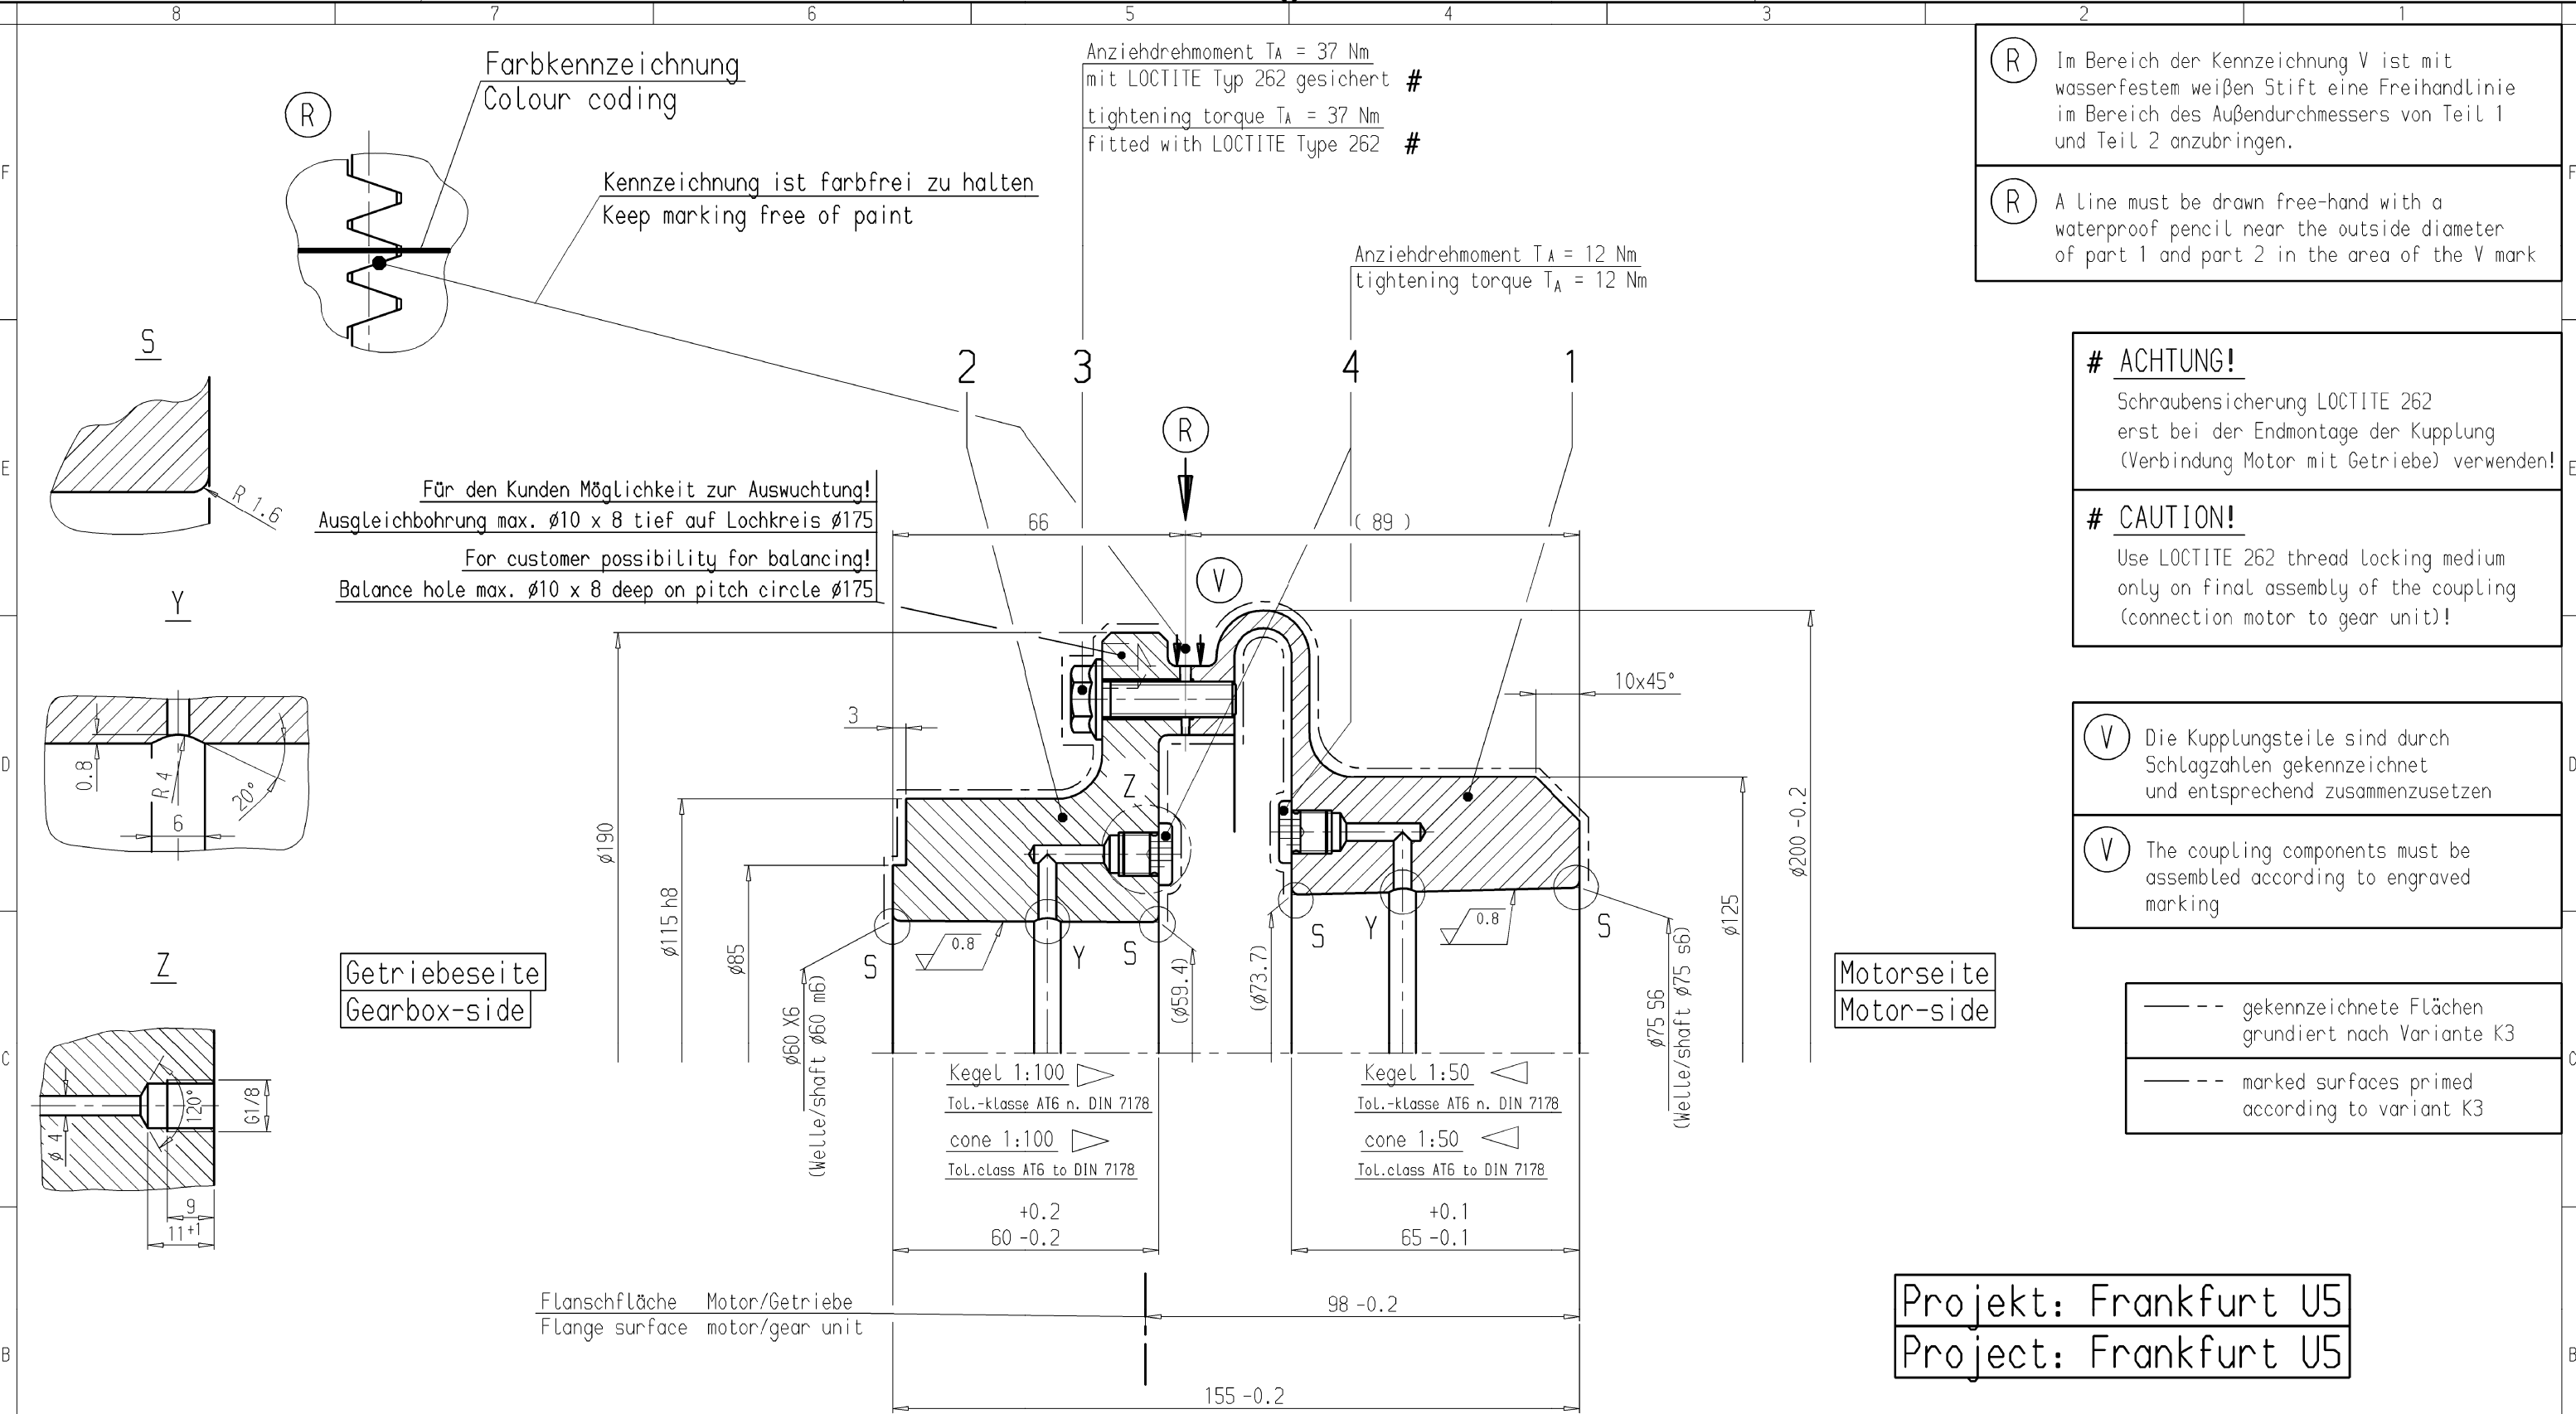 8 7 6 5 4 3 2 1
F
E
D
C
B
F
E
D
C
B
Farbkennzeichnung
Colour coding
R
Kennzeichnung ist farbfrei zu halten
Keep marking free of paint
Anziehdrehmoment TA = 37 Nm
mit LOCTITE Typ 262 gesichert #
tightening torque TA = 37 Nm
fitted with LOCTITE Type 262 #
Anziehdrehmoment TA = 12 Nm
tightening torque TA = 12 Nm
R Im Bereich der Kennzeichnung V ist mit
wasserfestem weißen Stift eine Freihandlinie
im Bereich des Außendurchmessers von Teil 1
und Teil 2 anzubringen.
R A line must be drawn free-hand with a
waterproof pencil near the outside diameter
of part 1 and part 2 in the area of the V mark
# ACHTUNG!
Schraubensicherung LOCTITE 262
erst bei der Endmontage der Kupplung
(Verbindung Motor mit Getriebe) verwenden!
# CAUTION!
Use LOCTITE 262 thread locking medium
only on final assembly of the coupling
(connection motor to gear unit)!
V Die Kupplungsteile sind durch
Schlagzahlen gekennzeichnet
und entsprechend zusammenzusetzen
V The coupling components must be
assembled according to engraved
marking
gekennzeichnete Flächen
grundiert nach Variante K3
marked surfaces primed
according to variant K3
S
R 1.6
Y
0.8
R 4
20°
6
Z
ø 4
120°
G1/8
9
11+1
2 3 4 1
R
Für den Kunden Möglichkeit zur Auswuchtung!
Ausgleichbohrung max. ø10 x 8 tief auf Lochkreis ø175
For customer possibility for balancing!
Balance hole max. ø10 x 8 deep on pitch circle ø175
66
( 89 )
V
10x45°
3
Z
ø190
ø115 h8
ø85
ø60 X6
(Welle/shaft ø60 m6)
S
0.8
Y
S
(ø59.4)
(ø73.7)
S
Y
0.8
S
ø75 S6
(Welle/shaft ø75 s6)
ø125
ø200 -0.2
Getriebeseite
Gearbox-side
Motorseite
Motor-side
Kegel 1:100
Tol.-klasse AT6 n. DIN 7178
cone 1:100
Tol.class AT6 to DIN 7178
Kegel 1:50
Tol.-klasse AT6 n. DIN 7178
cone 1:50
Tol.class AT6 to DIN 7178
+0.2
60 -0.2
+0.1
65 -0.1
Flanschfläche Motor/Getriebe
Flange surface motor/gear unit
98 -0.2
155 -0.2
Projekt: Frankfurt U5
Project: Frankfurt U5